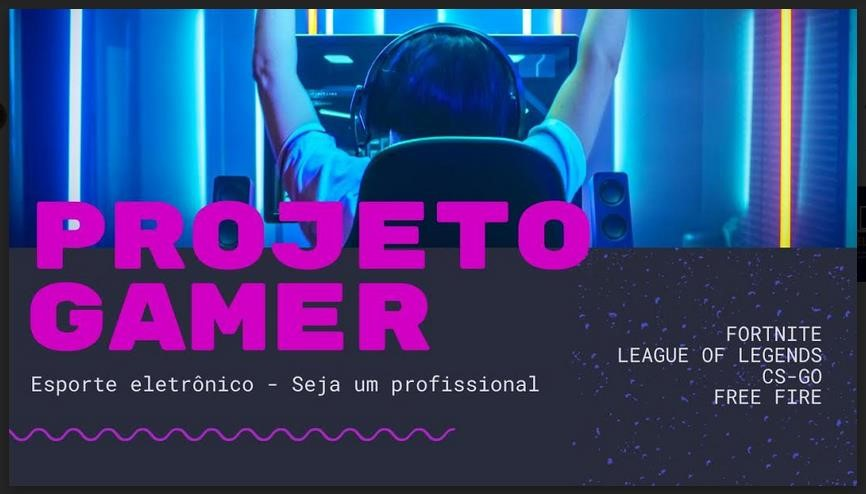 PROJETO
GAMER
Esporte eletrônico - Seja um profissional
FORTNITE
LEAGUE OF LEGENDS
CS-GO
FREE FIRE